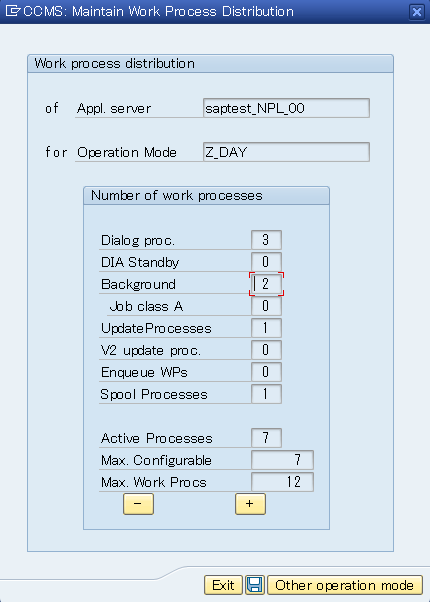 CCMS: Maintain Work Process Distribution
Work process distribution
of Appl. server saptest_NPL_00
for Operation Mode Z_DAY
Number of work processes
Dialog proc. 3
DIA Standby 0
Background 2
Job class A 0
UpdateProcesses 1
V2 update proc. 0
Enqueue WPs 0
Spool Processes 1
Active Processes 7
Max. Configurable 7
Max. Work Procs 12
− +
Exit Other operation mode